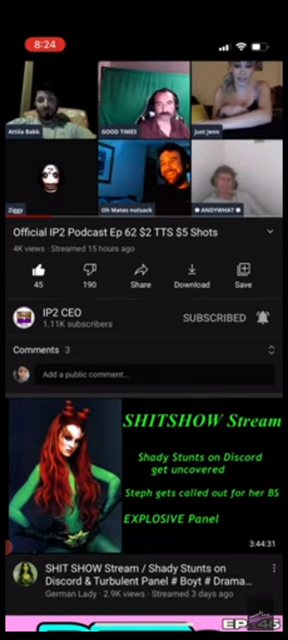 8:24
Attila Bakk
GOOD TIMES
Just Jenn
Ziggy
Oh Matas nutsack
ANDYWHAT
Official IP2 Podcast Ep 62 $2 TTS $5 Shots
4K views · Streamed 15 hours ago
45
190
Share
Download
Save
IP2 CEO
1.11K subscribers
SUBSCRIBED
Comments 3
Add a public comment...
SHITSHOW Stream
Shady Stunts on Discord
get uncovered
Steph gets called out for her BS
EXPLOSIVE Panel
3:44:31
SHIT SHOW Stream / Shady Stunts on
Discord & Turbulent Panel # Boyt # Drama...
German Lady · 2.9K views · Streamed 3 days ago